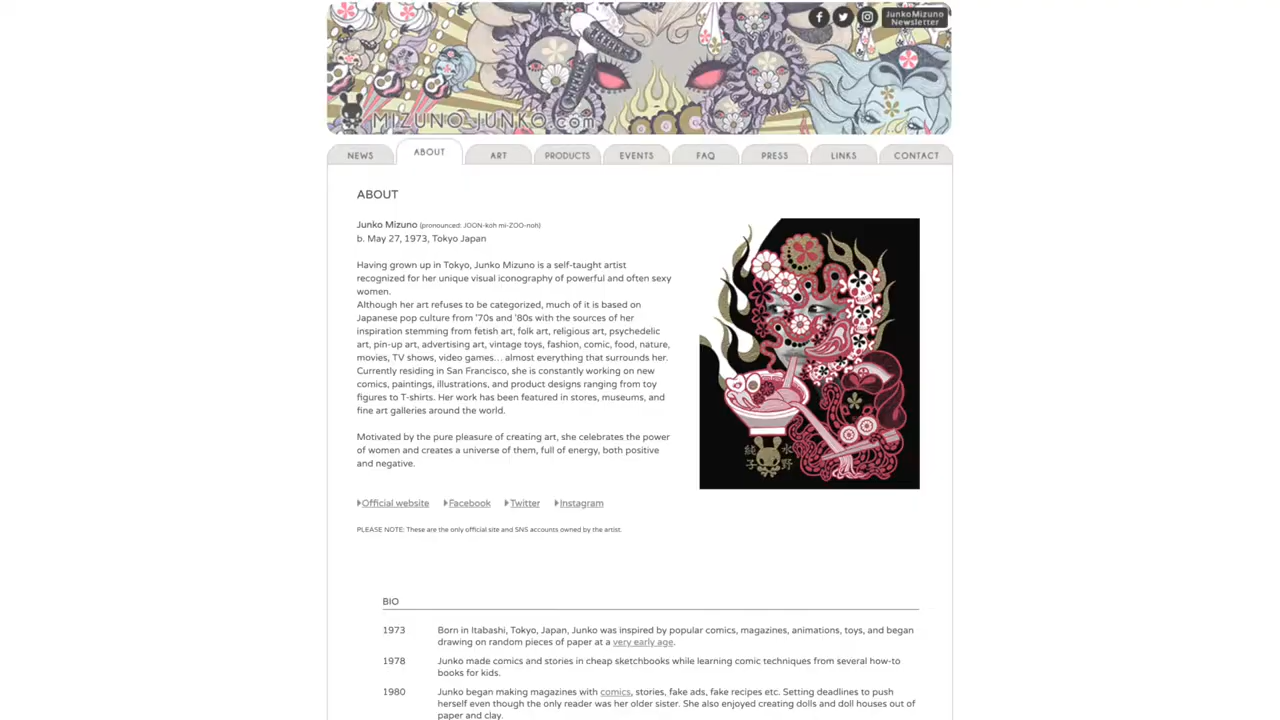 JunkoMizuno
Newsletter
MIZUNO-JUNKO.com
NEWS
ABOUT
ART
PRODUCTS
EVENTS
FAQ
PRESS
LINKS
CONTACT
ABOUT
Junko Mizuno (pronounced: JOON-koh mi-ZOO-noh)
b. May 27, 1973, Tokyo Japan
Having grown up in Tokyo, Junko Mizuno is a self-taught artist
recognized for her unique visual iconography of powerful and often sexy
women.
Although her art refuses to be categorized, much of it is based on
Japanese pop culture from '70s and '80s with the sources of her
inspiration stemming from fetish art, folk art, religious art, psychedelic
art, pin-up art, advertising art, vintage toys, fashion, comic, food, nature,
movies, TV shows, video games... almost everything that surrounds her.
Currently residing in San Francisco, she is constantly working on new
comics, paintings, illustrations, and product designs ranging from toy
figures to T-shirts. Her work has been featured in stores, museums, and
fine art galleries around the world.
Motivated by the pure pleasure of creating art, she celebrates the power
of women and creates a universe of them, full of energy, both positive
and negative.
純子
水野
Official website Facebook Twitter Instagram
PLEASE NOTE: These are the only official site and SNS accounts owned by the artist.
BIO
1973 Born in Itabashi, Tokyo, Japan, Junko was inspired by popular comics, magazines, animations, toys, and began
drawing on random pieces of paper at a very early age.
1978 Junko made comics and stories in cheap sketchbooks while learning comic techniques from several how-to
books for kids.
1980 Junko began making magazines with comics, stories, fake ads, fake recipes etc. Setting deadlines to push
herself even though the only reader was her older sister. She also enjoyed creating dolls and doll houses out of
paper and clay.